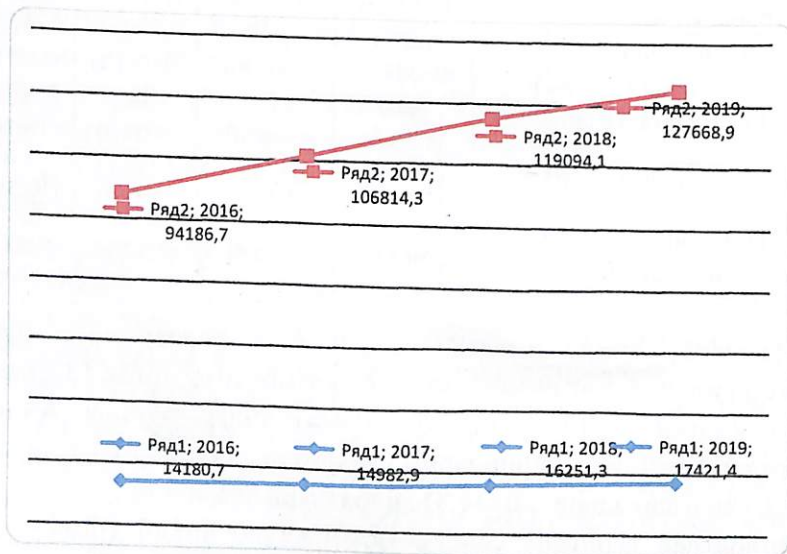 Ряд2; 2019;
127668,9
Ряд2; 2018;
119094,1
Ряд2; 2017;
106814,3
Ряд2; 2016;
94186,7
Ряд1; 2016;
14180,7
Ряд1; 2017;
14982,9
Ряд1; 2018;
16251,3
Ряд1; 2019;
17421,4